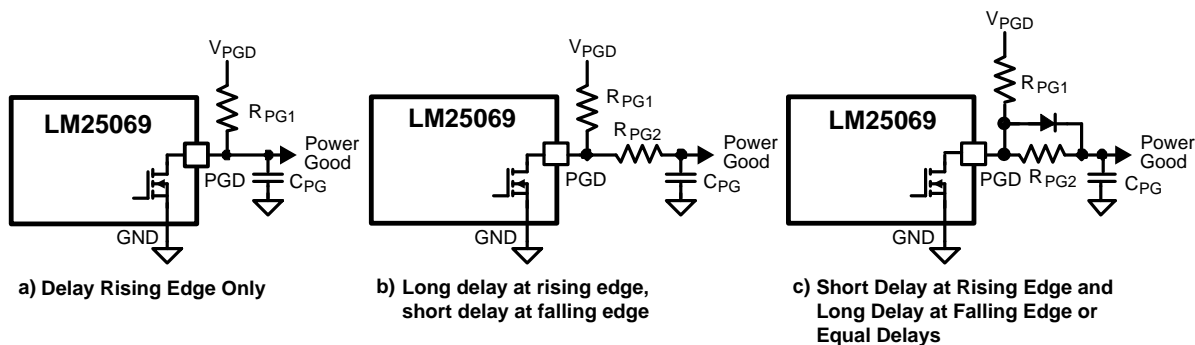 VPGD
RPG1
LM25069
Power
Good
PGD
CPG
GND
a) Delay Rising Edge Only
VPGD
RPG1
LM25069
RPG2
Power
Good
PGD
CPG
GND
b) Long delay at rising edge,
short delay at falling edge
VPGD
RPG1
LM25069
Power
Good
PGD
RPG2
CPG
GND
c) Short Delay at Rising Edge and
Long Delay at Falling Edge or
Equal Delays